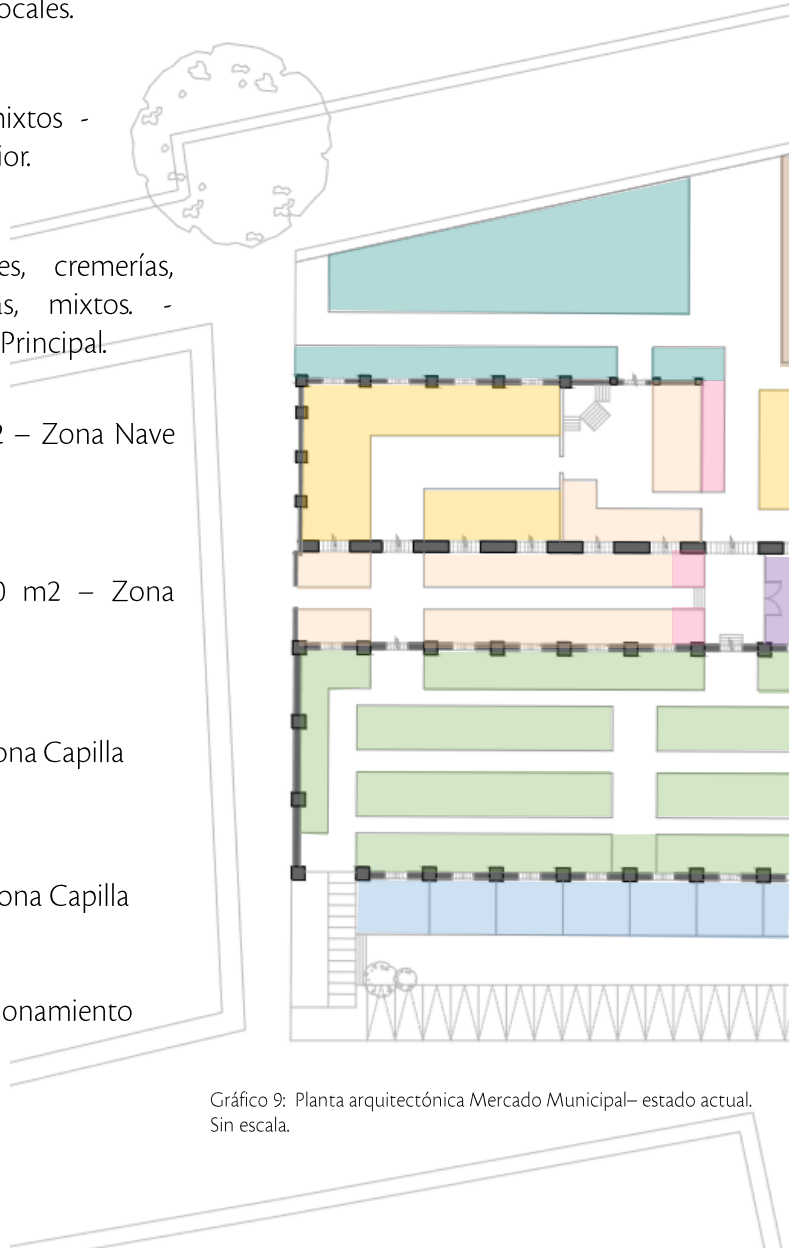 ocales.
nixtos -
ior.
es, cremerías,
as, mixtos. -
Principal.
2 – Zona Nave
0 m2 – Zona
ona Capilla
ona Capilla
onamiento
Gráfico 9: Planta arquitectónica Mercado Municipal– estado actual.
Sin escala.